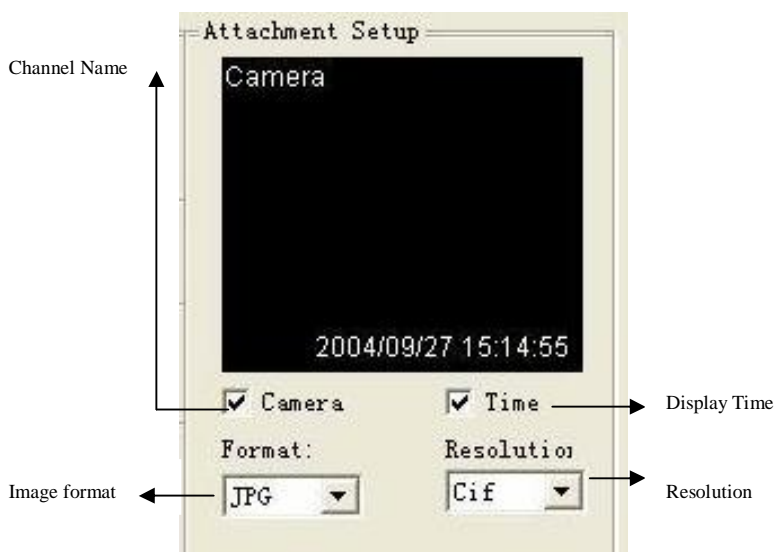 Attachment Setup
Channel Name
Camera
2004/09/27 15:14:55
Camera
Time
Display Time
Format:
Resolution
Image format
JPG
Cif
Resolution